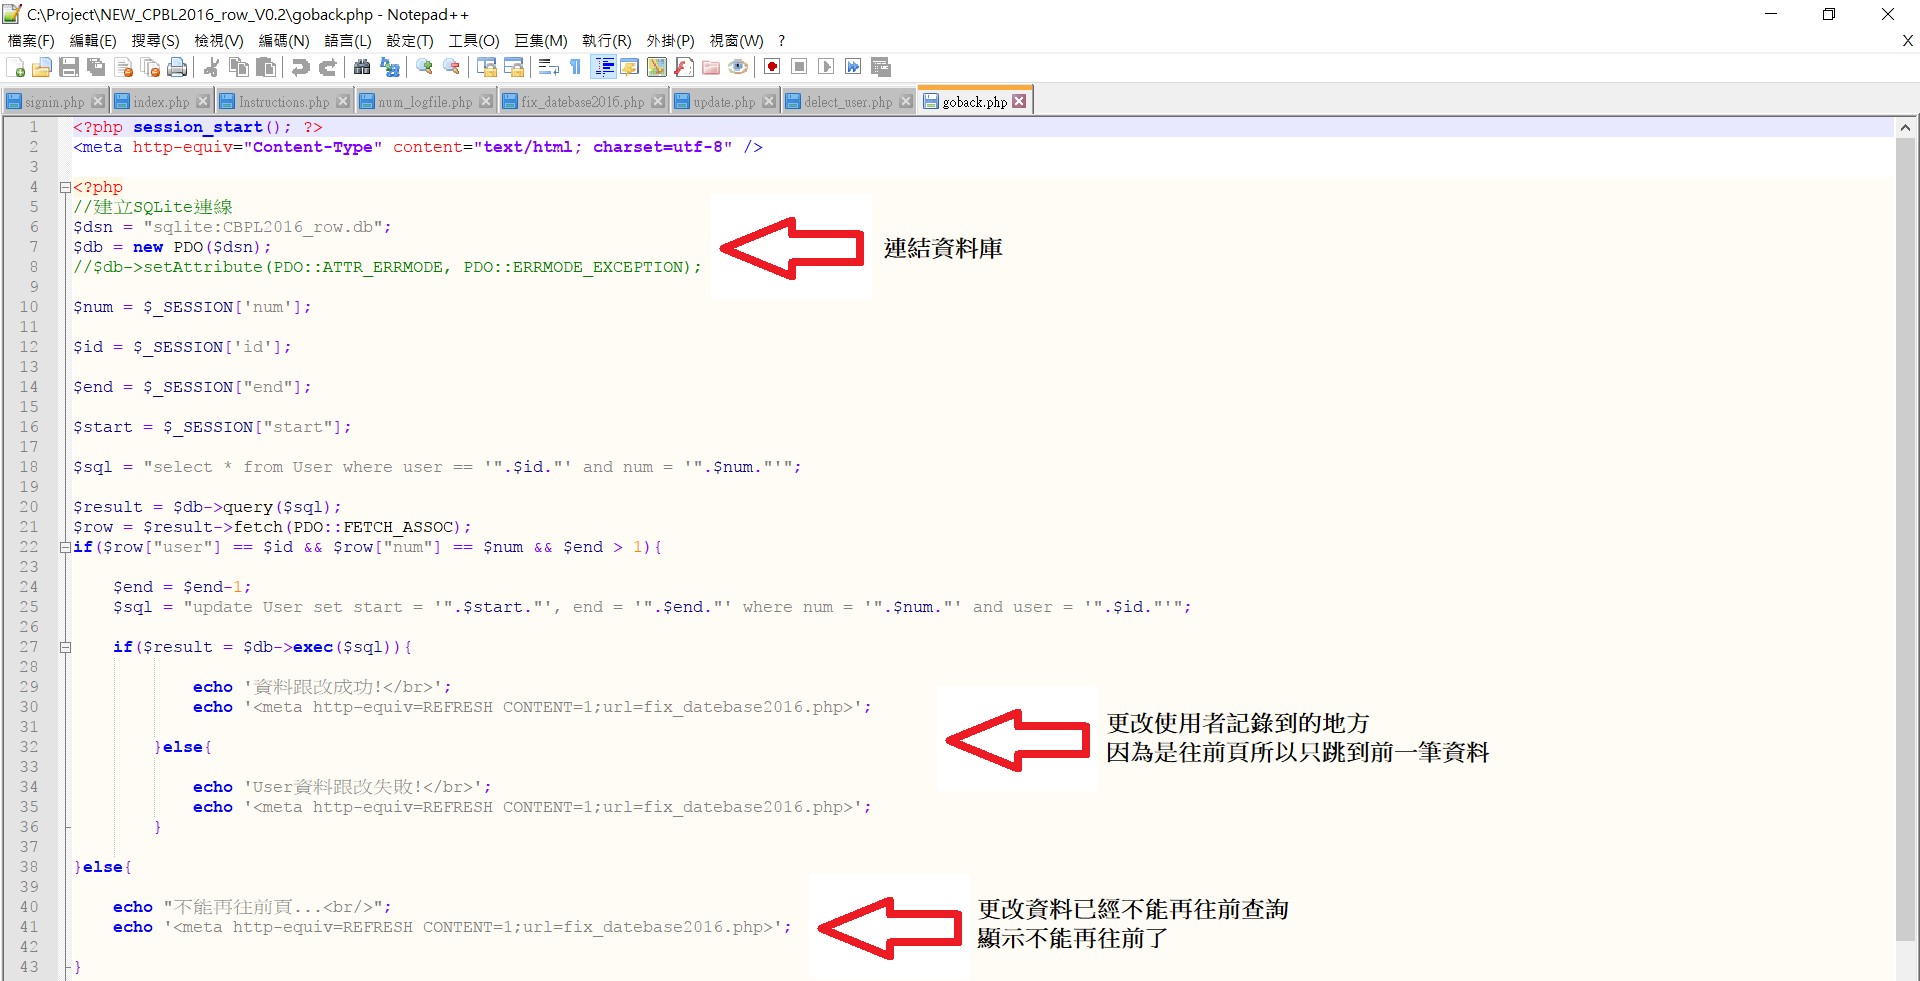 C:\Project\NEW_CPBL2016_row_V0.2\goback.php - Notepad++
檔案(F) 編輯(E) 搜尋(S) 檢視(V) 編碼(N) 語言(L) 設定(T) 工具(O) 巨集(M) 執行(R) 外掛(P) 視窗(W) ? X
signin.php index.php Instructions.php num_logfile.php fix_datebase2016.php update.php delect_user.php goback.php
1 <?php session_start(); ?>
2 <meta http-equiv="Content-Type" content="text/html; charset=utf-8" />
3
4 <?php
5 //建立SQLite連線
6 $dsn = "sqlite:CBPL2016_row.db";
7 $db = new PDO($dsn);
連結資料庫
8 //$db->setAttribute(PDO::ATTR_ERRMODE, PDO::ERRMODE_EXCEPTION);
9
10 $num = $_SESSION['num'];
11
12 $id = $_SESSION['id'];
13
14 $end = $_SESSION["end"];
15
16 $start = $_SESSION["start"];
17
18 $sql = "select * from User where user == '".$id."' and num = '".$num."'";
19
20 $result = $db->query($sql);
21 $row = $result->fetch(PDO::FETCH_ASSOC);
22 if($row["user"] == $id && $row["num"] == $num && $end > 1){
23
24 $end = $end-1;
25 $sql = "update User set start = '".$start."', end = '".$end."' where num = '".$num."' and user = '".$id."'";
26
27 if($result = $db->exec($sql)){
28
29 echo '資料跟改成功!</br>';
30 echo '<meta http-equiv=REFRESH CONTENT=1;url=fix_datebase2016.php>';
31
更改使用者記錄到的地方
32 }else{
因為是往前頁所以只跳到前一筆資料
33
34 echo 'User資料跟改失敗!</br>';
35 echo '<meta http-equiv=REFRESH CONTENT=1;url=fix_datebase2016.php>';
36 }
37
38 }else{
39
40 echo "不能再往前頁...<br/>";
更改資料已經不能再往前查詢
41 echo '<meta http-equiv=REFRESH CONTENT=1;url=fix_datebase2016.php>';
顯示不能再往前了
42
43 }